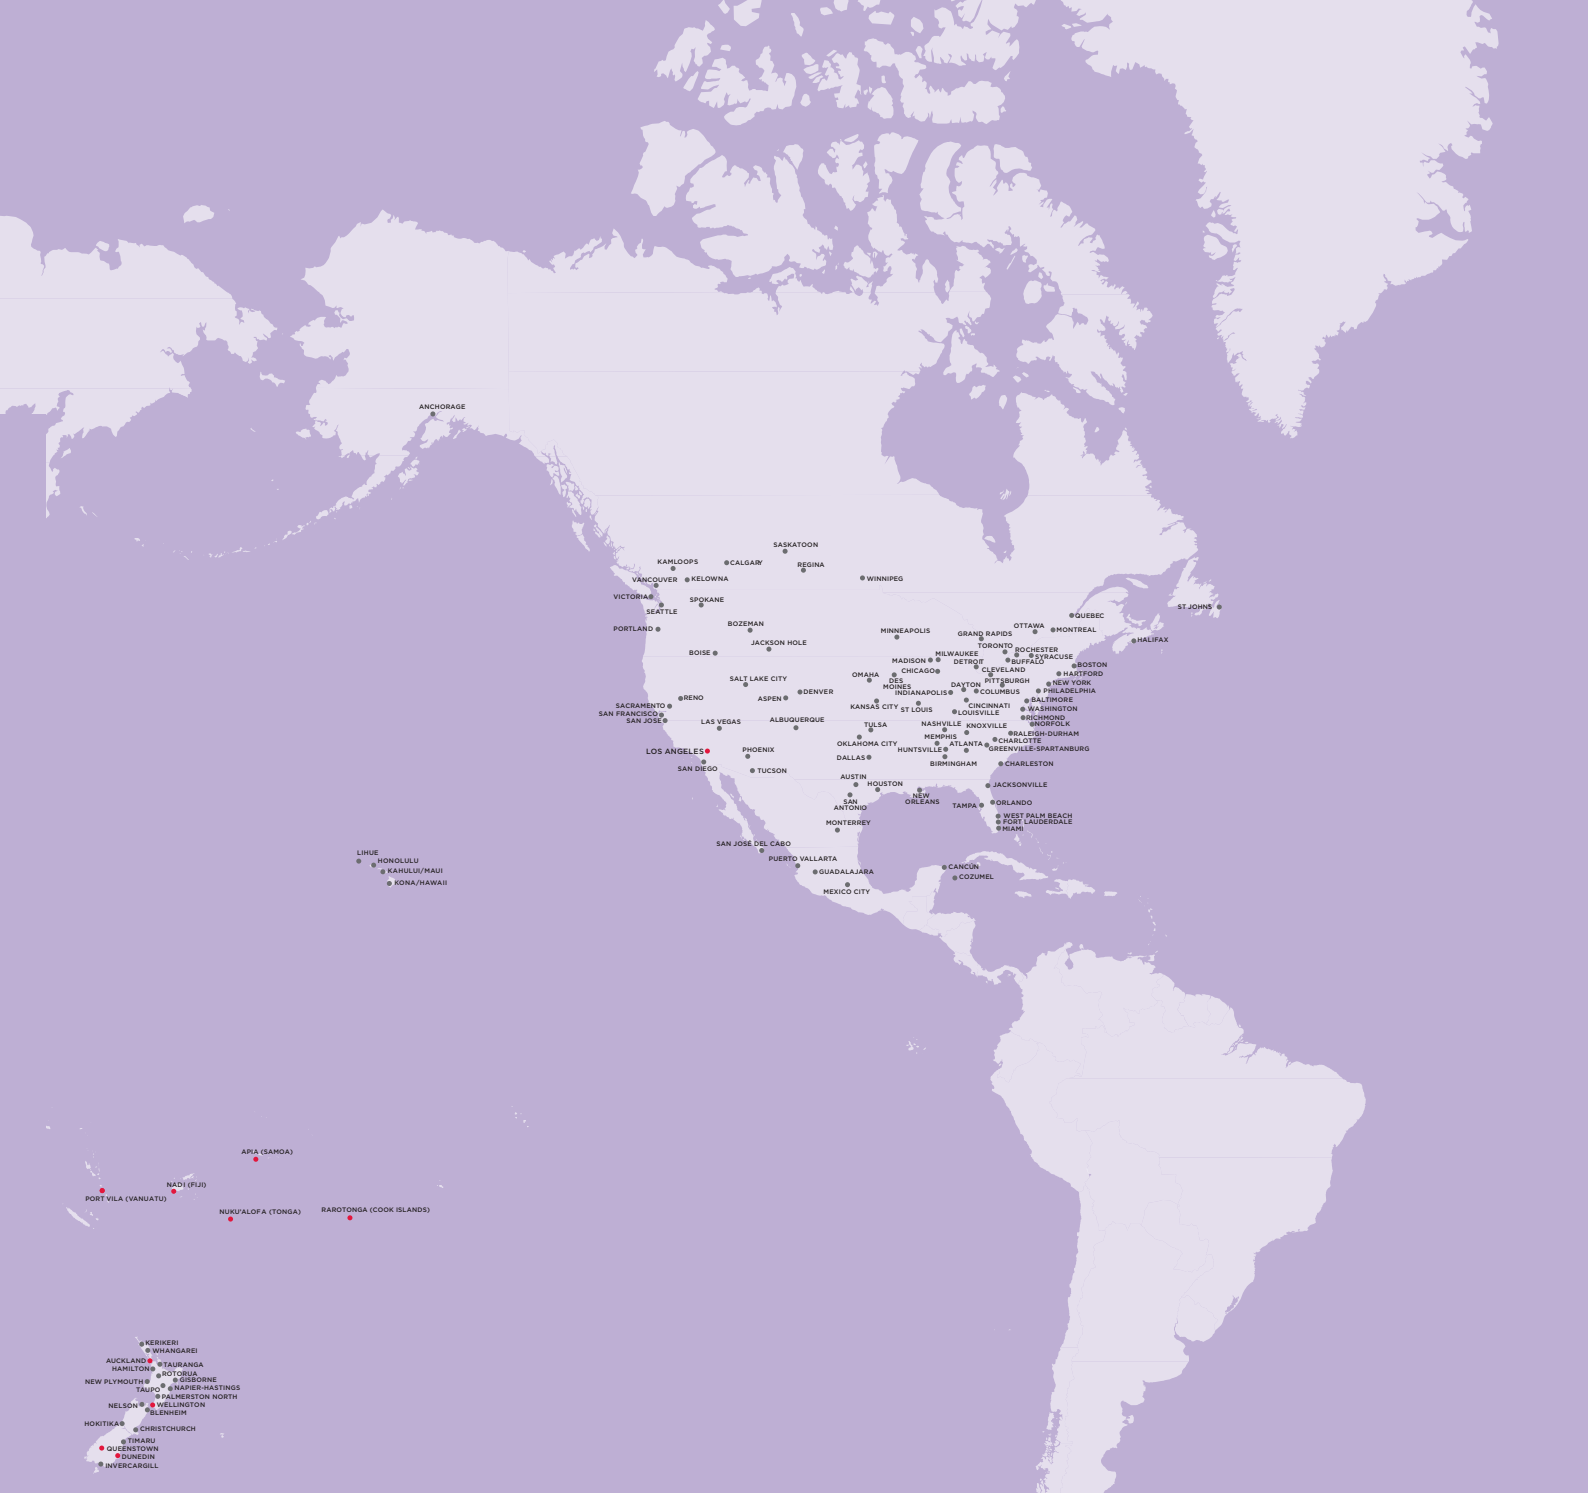 ANCHORAGE
SASKATOON
KAMLOOPS
CALGARY
REGINA
VANCOUVER
KELOWNA
WINNIPEG
VICTORIA
SPOKANE
SEATTLE
ST JOHNS
QUEBEC
PORTLAND
BOZEMAN
MINNEAPOLIS
GRAND RAPIDS
OTTAWA
MONTREAL
JACKSON HOLE
HALIFAX
BOISE
TORONTO
ROCHESTER
MILWAUKEE
SYRACUSE
MADISON
DETROIT
BUFFALO
BOSTON
CHICAGO
CLEVELAND
HARTFORD
OMAHA
SALT LAKE CITY
DES
MOINES
PITTSBURGH
NEW YORK
DAYTON
INDIANAPOLIS
COLUMBUS
PHILADELPHIA
RENO
ASPEN
DENVER
BALTIMORE
SACRAMENTO
KANSAS CITY
ST LOUIS
CINCINNATI
WASHINGTON
SAN FRANCISCO
LOUISVILLE
RICHMOND
SAN JOSE
LAS VEGAS
ALBUQUERQUE
TULSA
NASHVILLE
KNOXVILLE
NORFOLK
RALEIGH-DURHAM
OKLAHOMA CITY
MEMPHIS
CHARLOTTE
LOS ANGELES
PHOENIX
HUNTSVILLE
ATLANTA
GREENVILLE-SPARTANBURG
DALLAS
BIRMINGHAM
CHARLESTON
SAN DIEGO
TUCSON
AUSTIN
HOUSTON
JACKSONVILLE
NEW
ORLEANS
SAN
ANTONIO
TAMPA
ORLANDO
WEST PALM BEACH
MONTERREY
FORT LAUDERDALE
MIAMI
SAN JOSÉ DEL CABO
LIHUE
HONOLULU
PUERTO VALLARTA
KAHULUI/MAUI
GUADALAJARA
CANCÚN
KONA/HAWAII
COZUMEL
MEXICO CITY
APIA (SAMOA)
NADI (FIJI)
PORT VILA (VANUATU)
NUKU'ALOFA (TONGA)
RAROTONGA (COOK ISLANDS)
KERIKERI
WHANGAREI
AUCKLAND
TAURANGA
HAMILTON
ROTORUA
NEW PLYMOUTH
GISBORNE
TAUPO
NAPIER-HASTINGS
PALMERSTON NORTH
NELSON
WELLINGTON
BLENHEIM
HOKITIKA
CHRISTCHURCH
TIMARU
QUEENSTOWN
DUNEDIN
INVERCARGILL